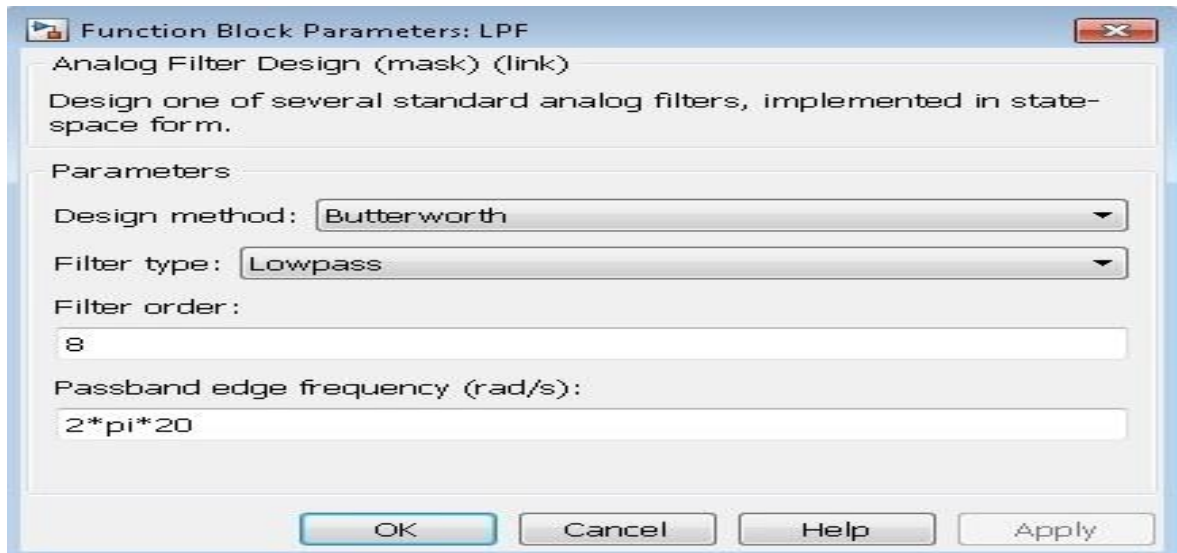 Function Block Parameters: LPF
Analog Filter Design (mask) (link)
Design one of several standard analog filters, implemented in state-
space form.
Parameters
Design method: Butterworth
Filter type: Lowpass
Filter order:
8
Passband edge frequency (rad/s):
2*pi*20
OK Cancel Help Apply